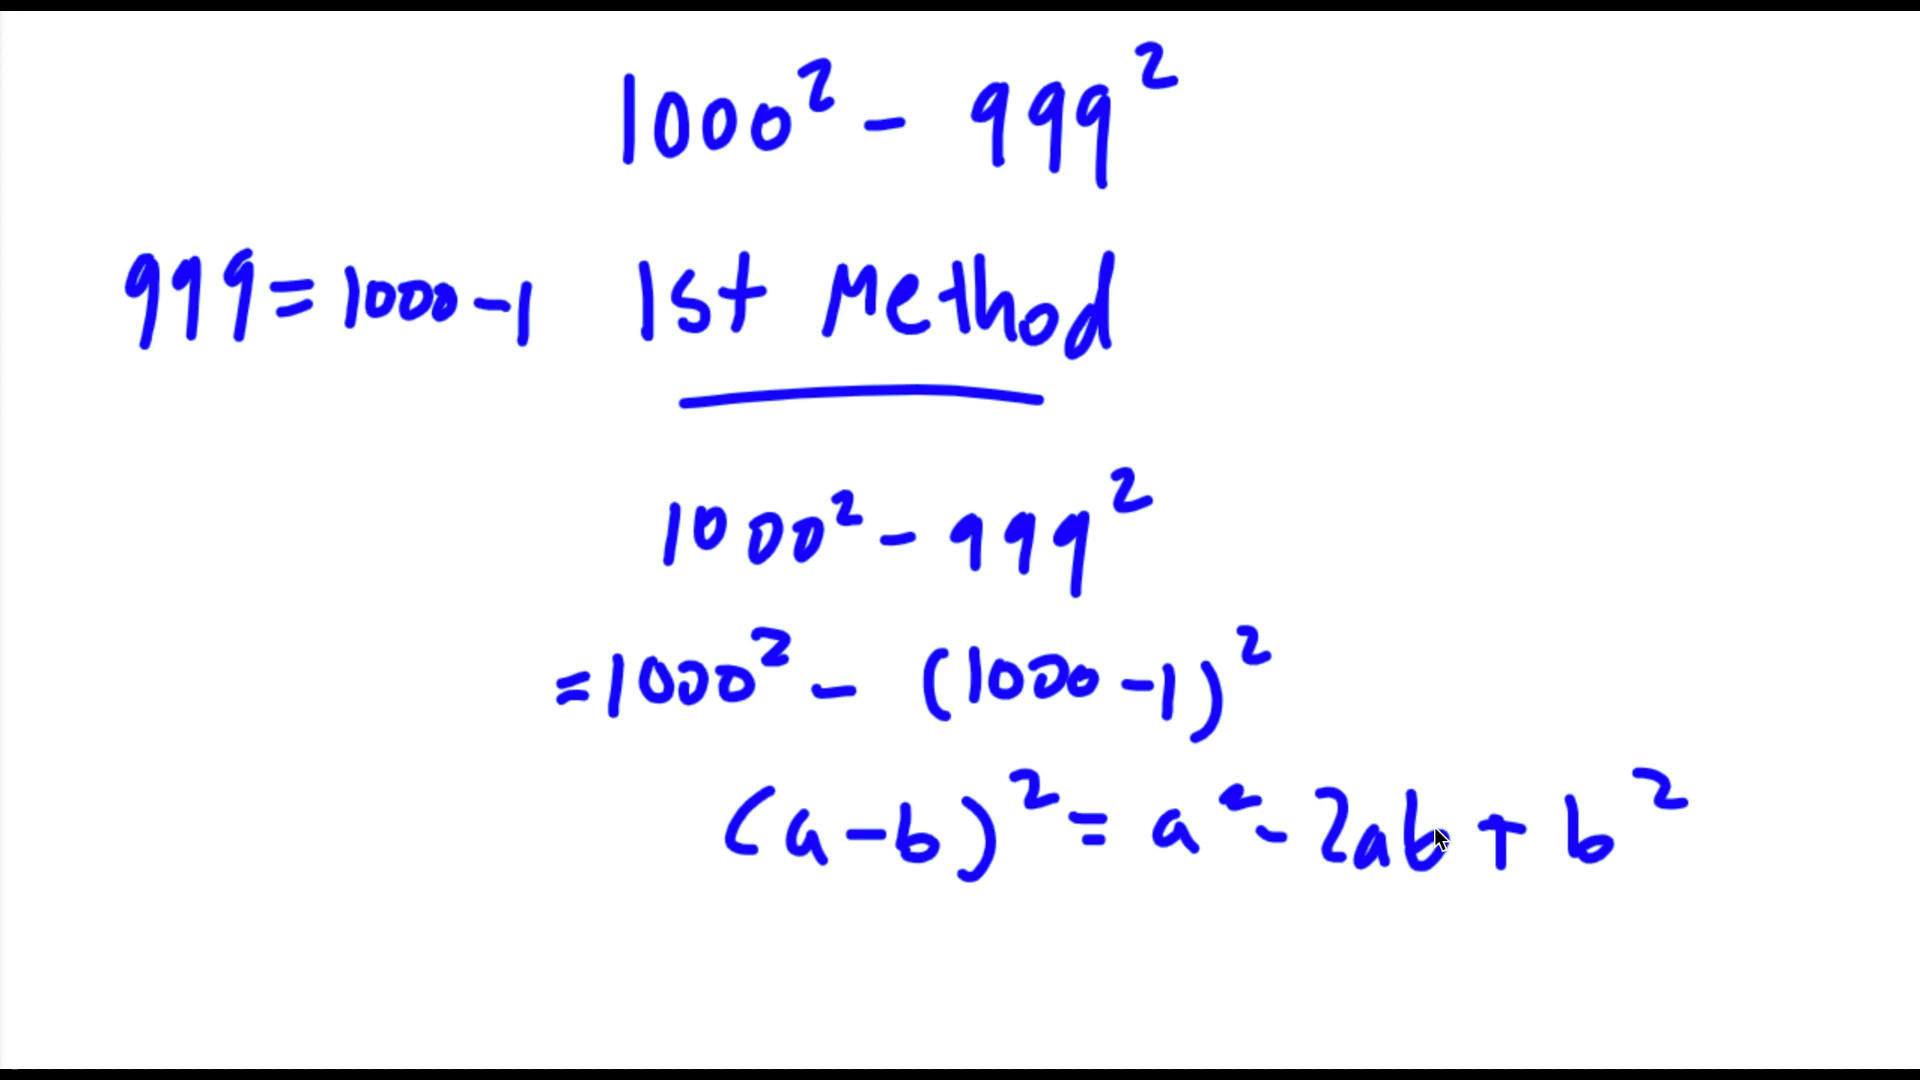 1000² - 999²
999 = 1000 - 1
1st Method
1000² - 999²
= 1000² - (1000 - 1)²
(a - b)² = a² - 2ab + b²